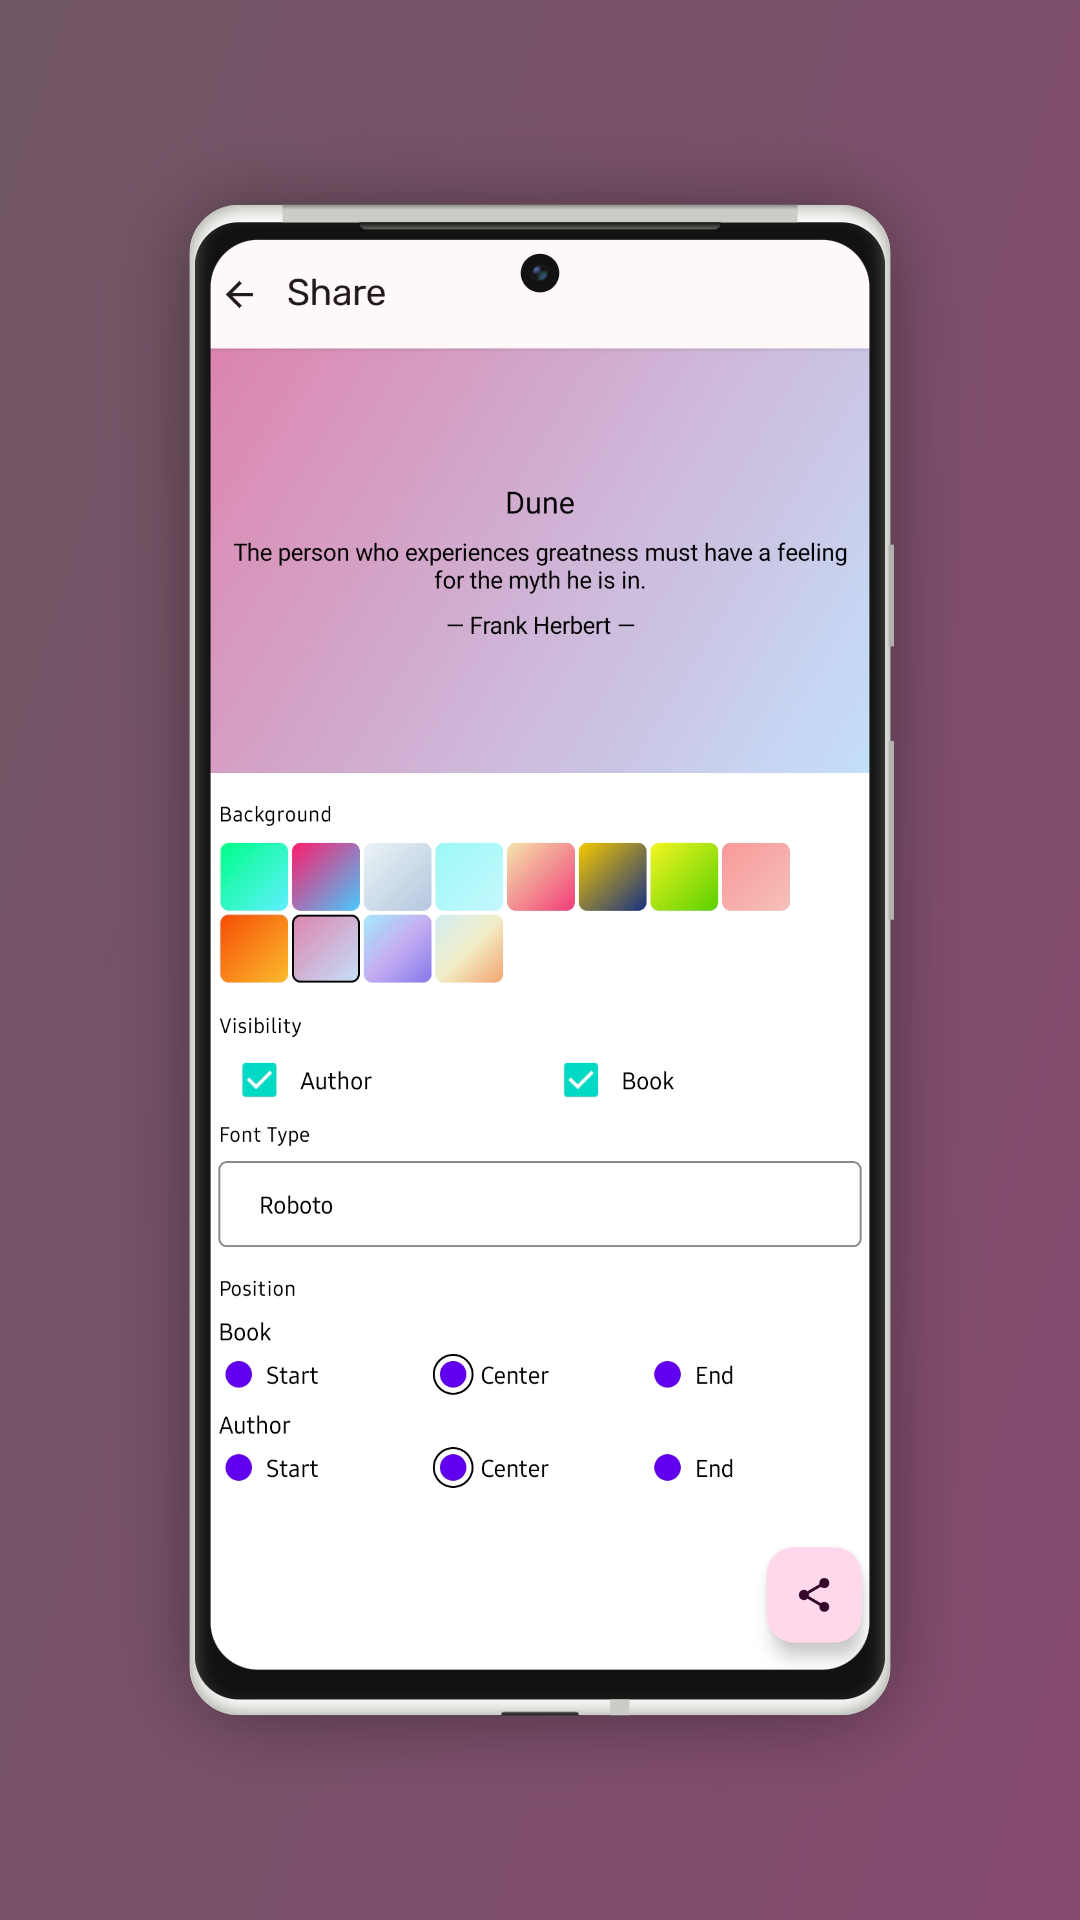 Share
Dune
The person who experiences greatness must have a feeling
for the myth he is in.
— Frank Herbert —
Background
Visibility
Author
Book
Font Type
Roboto
Position
Book
Start
Center
End
Author
Start
Center
End